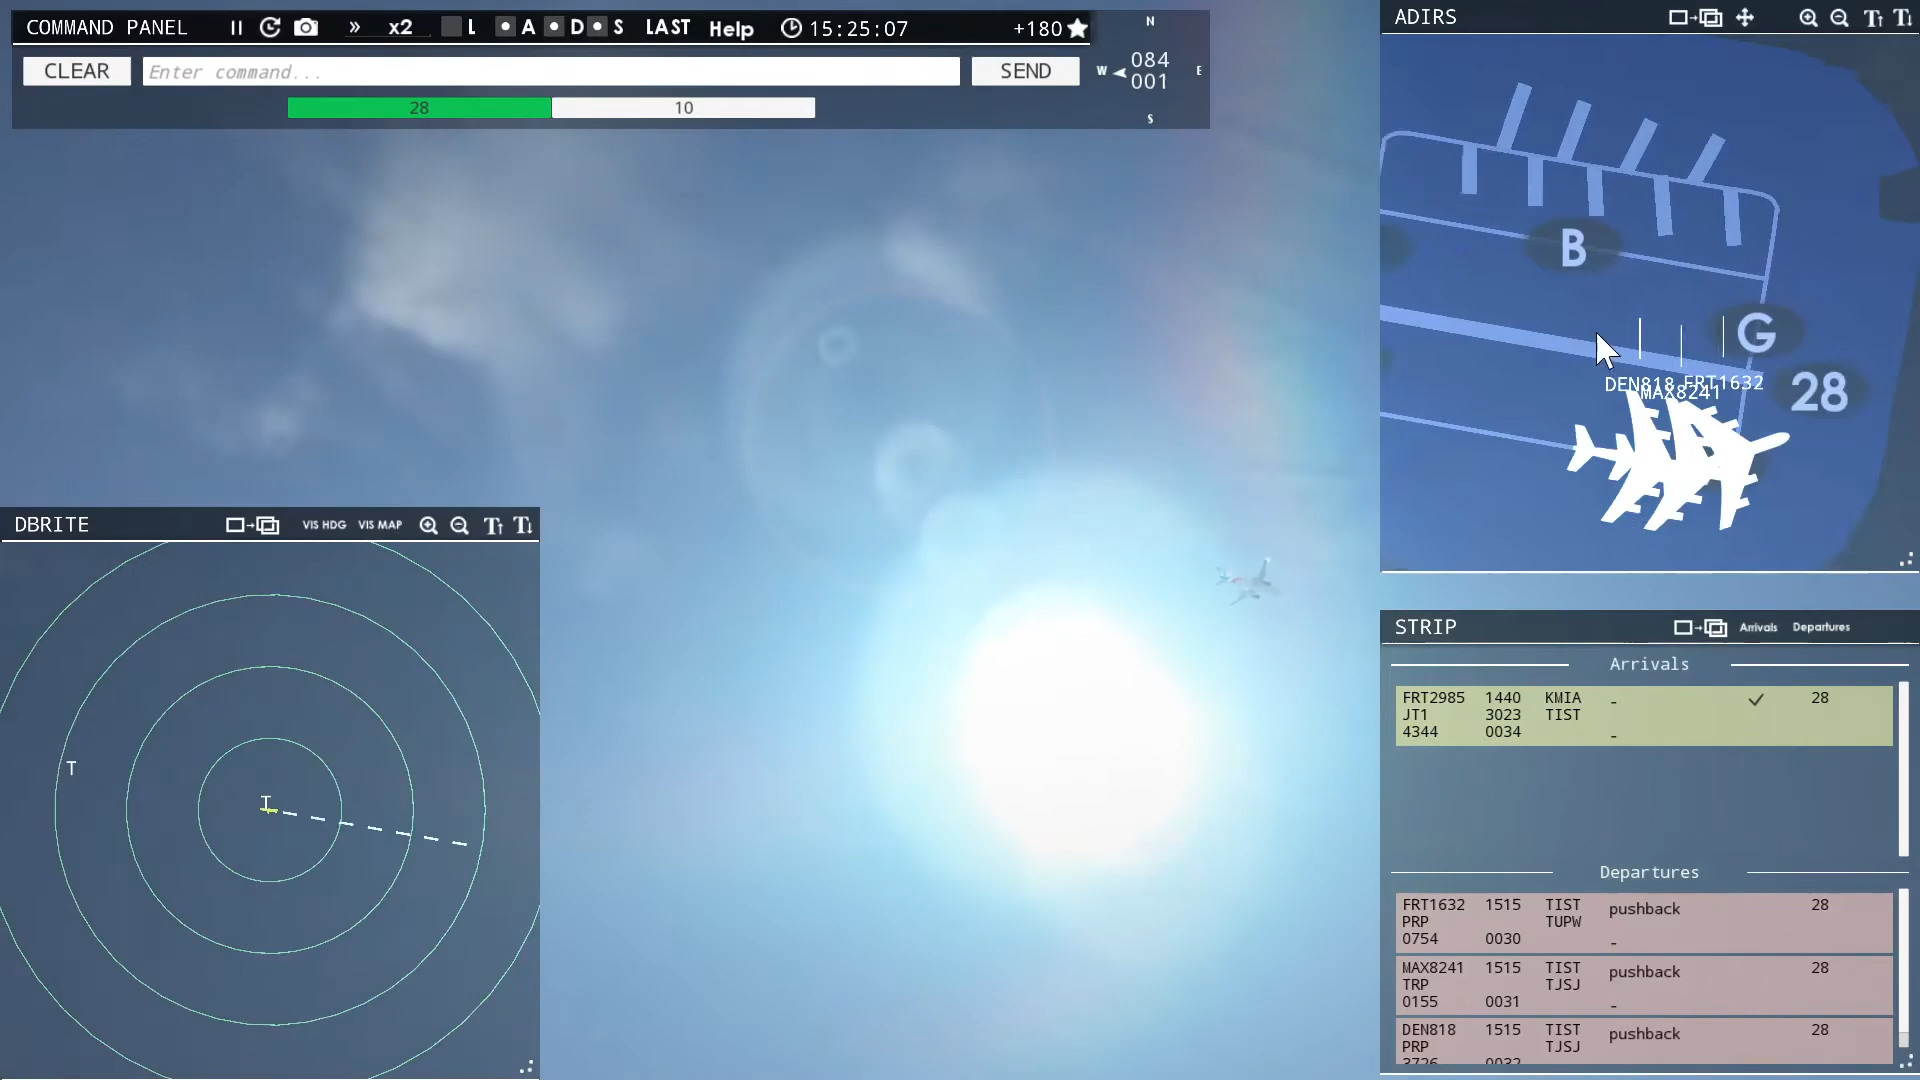 COMMAND PANEL » x2 L A D S LAST Help 15:25:07 +180
CLEAR Enter command... SEND
28 10
N
W 084 E
001
S
ADIRS T↑ T↓
B
G
28
DEN818 FRT1632
MAX8241
DBRITE VIS HDG VIS MAP T↑ T↓
T
T
STRIP Arrivals Departures
Arrivals
FRT2985 1440 KMIA - ✓ 28
JT1 3023 TIST
4344 0034 -
Departures
FRT1632 1515 TIST pushback 28
PRP TUPW
0754 0030 -
MAX8241 1515 TIST pushback 28
TRP TJSJ
0155 0031 -
DEN818 1515 TIST pushback 28
PRP TJSJ
3726 0032